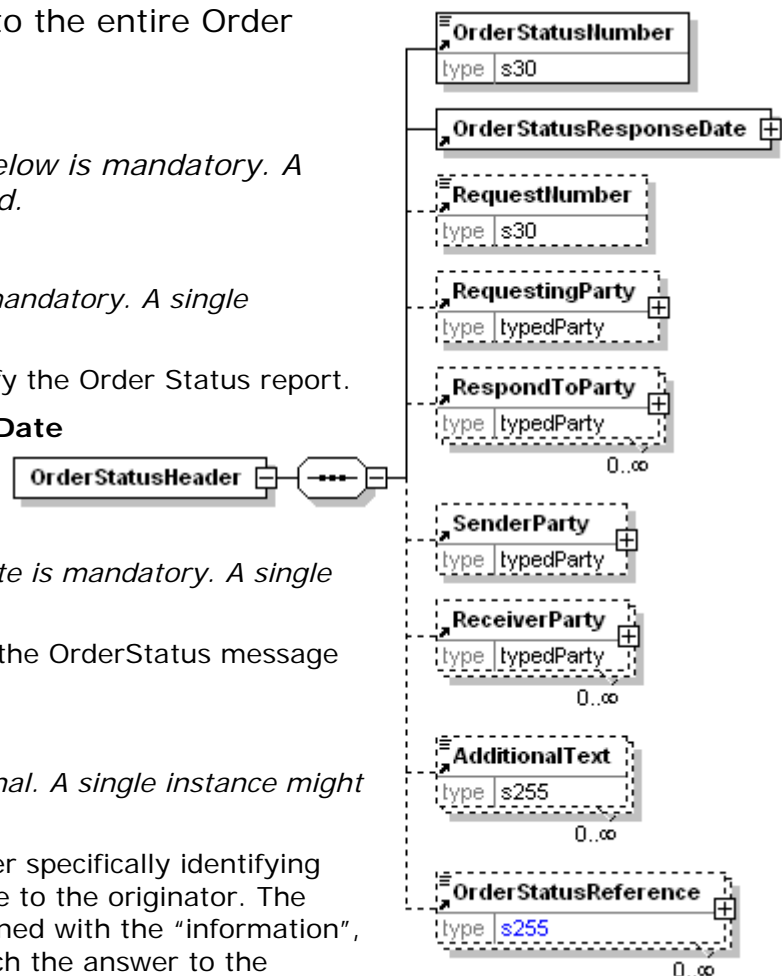 to the entire Order
elow is mandatory. A
d.
mandatory. A single
fy the Order Status report.
Date
OrderStatusHeader
te is mandatory. A single
the OrderStatus message
nal. A single instance might
er specifically identifying
e to the originator. The
ned with the “information”,
ch the answer to the
OrderStatusNumber
type s30
OrderStatusResponseDate
RequestNumber
type s30
RequestingParty
type typedParty
RespondToParty
type typedParty
0..∞
SenderParty
type typedParty
ReceiverParty
type typedParty
0..∞
AdditionalText
type s255
0..∞
OrderStatusReference
type s255
0..∞